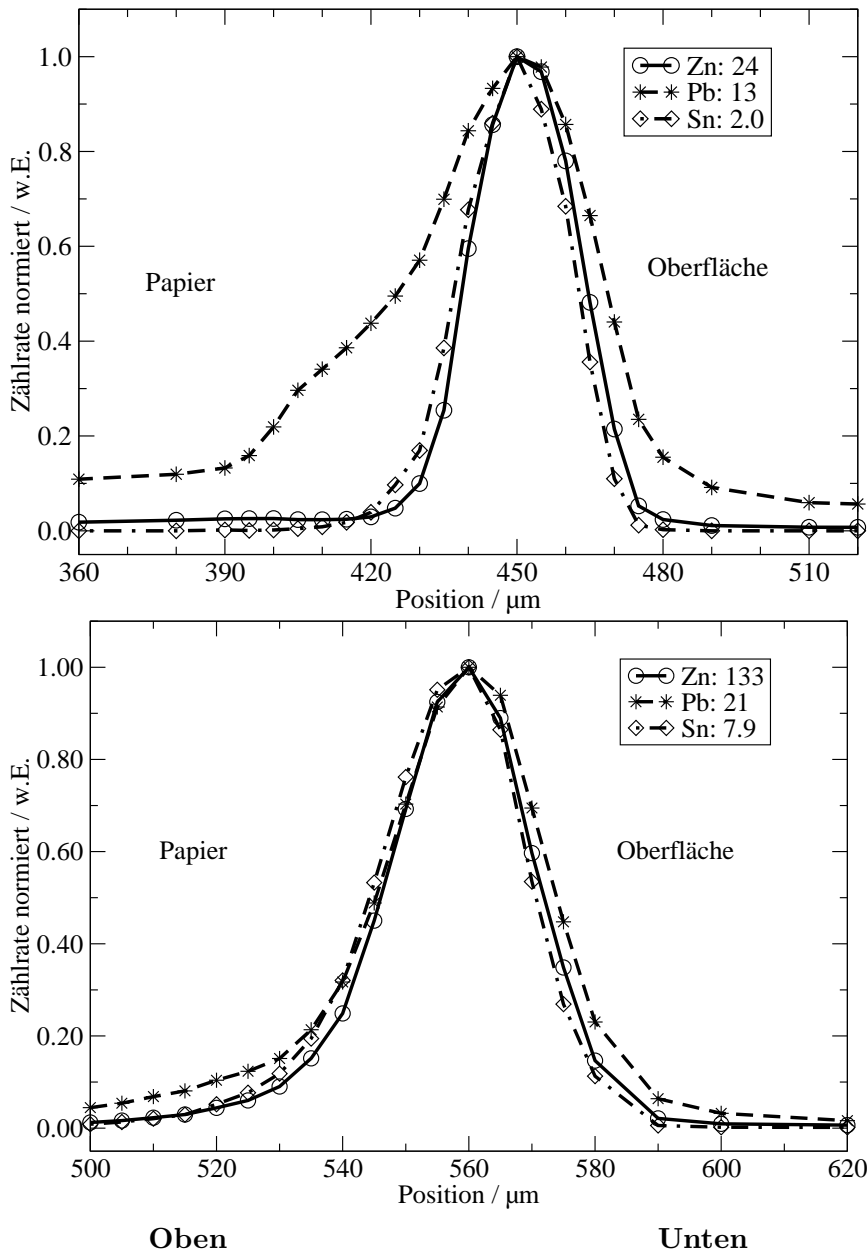 1.0
0.8
0.6
0.4
0.2
0.0
Zählrate normiert / w.E.
Zn: 24
Pb: 13
Sn: 2.0
Papier
Oberfläche
360 390 420 450 480 510
Position / µm
1.00
0.80
0.60
0.40
0.20
0.00
Zählrate normiert / w.E.
Zn: 133
Pb: 21
Sn: 7.9
Papier
Oberfläche
500 520 540 560 580 600 620
Position / µm
Oben Unten